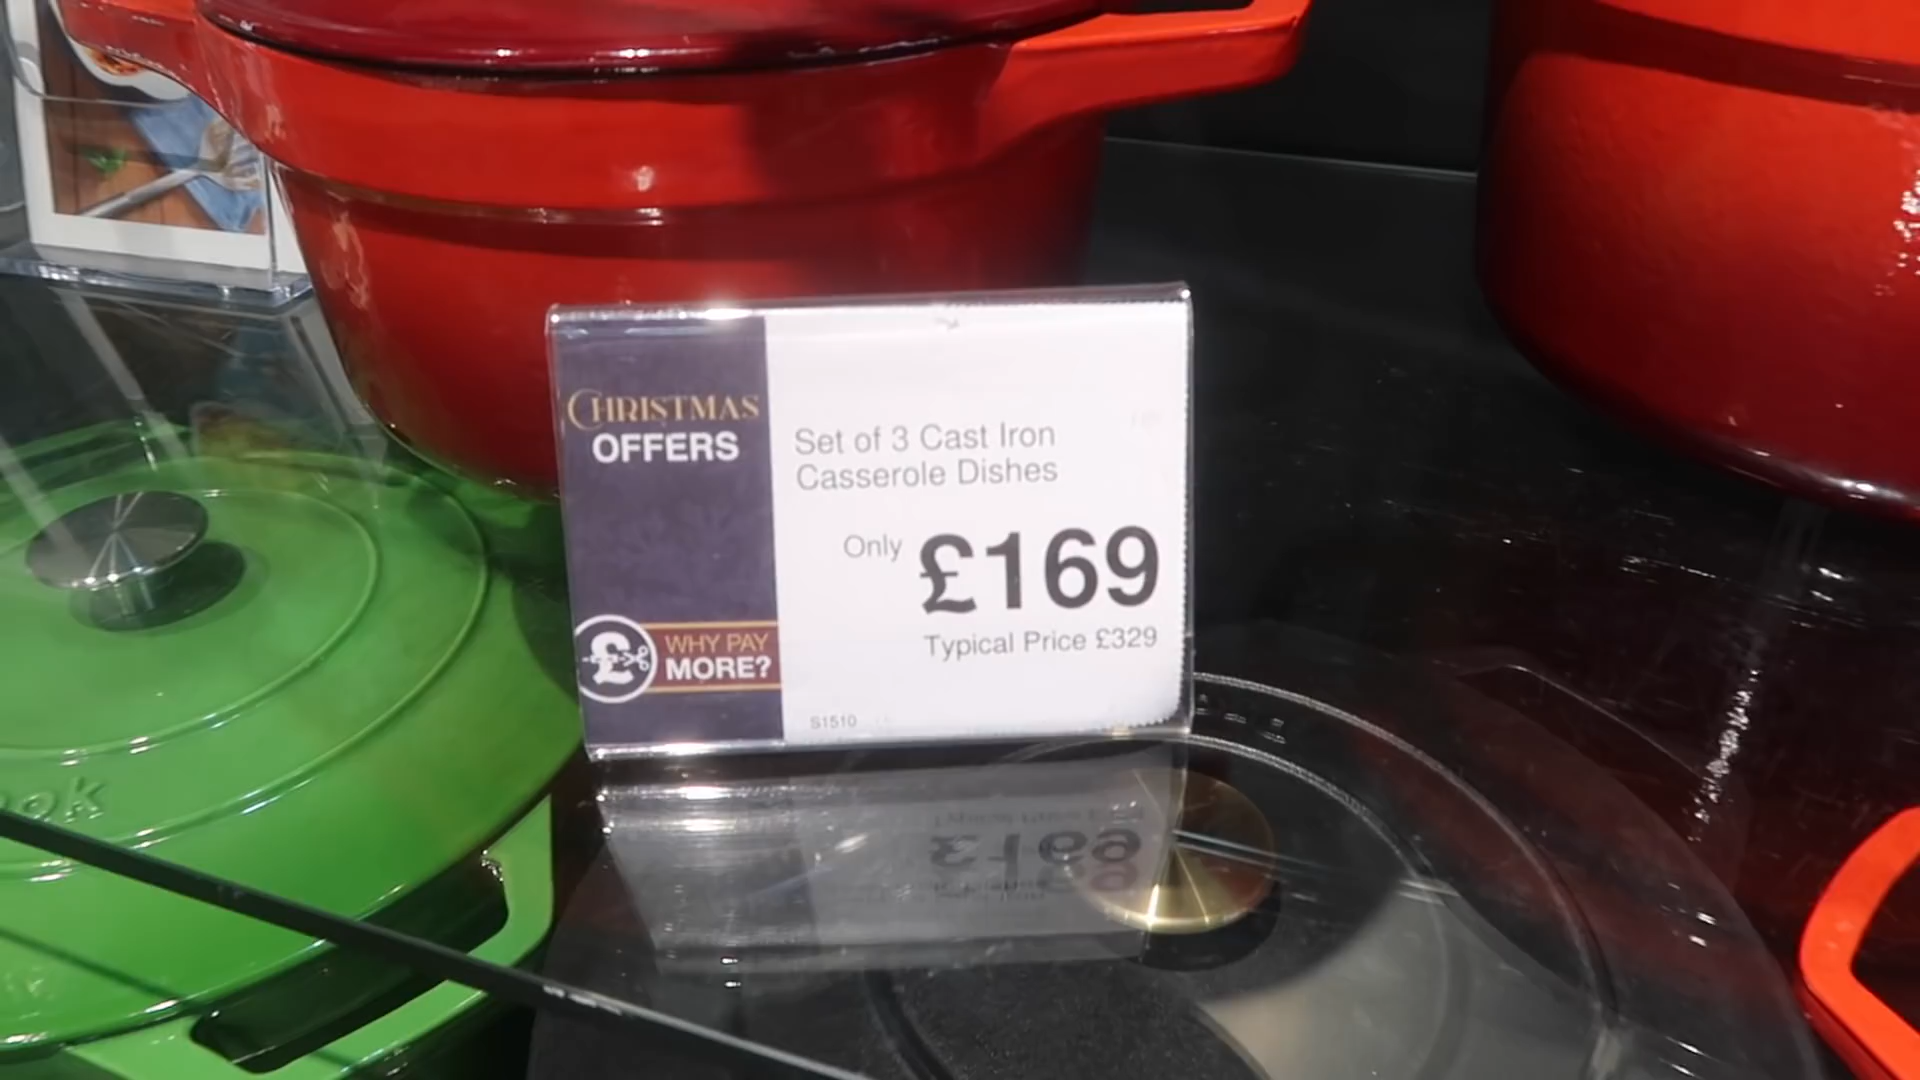 CHRISTMAS
OFFERS
Set of 3 Cast Iron
Casserole Dishes
Only £169
Typical Price £329
£ WHY PAY
MORE?
S1510